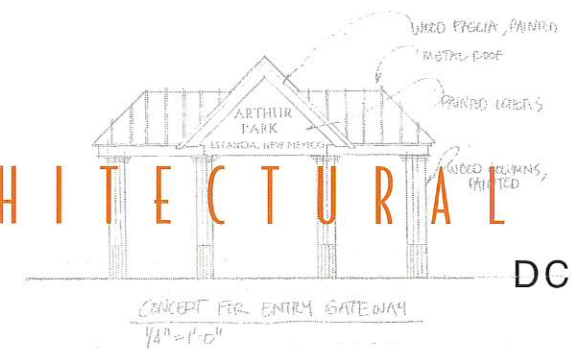 WOOD FASCIA, PAINTED
METAL ROOF
PAINTED LETTERS
ARTHUR
PARK
ESTANCIA, NEW MEXICO
WOOD COLUMNS,
PAINTED
HITECTURAL
DC
CONCEPT FOR ENTRY GATEWAY
1/4"=1'-0"